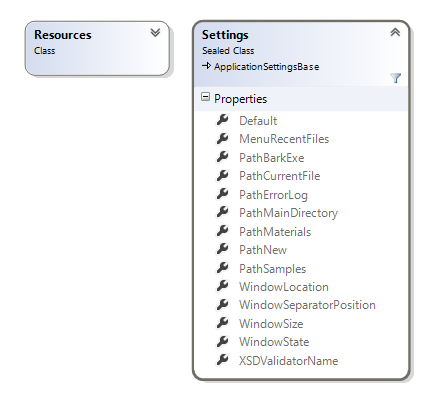 Resources
Class
Settings
Sealed Class
ApplicationSettingsBase
Properties
Default
MenuRecentFiles
PathBarkExe
PathCurrentFile
PathErrorLog
PathMainDirectory
PathMaterials
PathNew
PathSamples
WindowLocation
WindowSeparatorPosition
WindowSize
WindowState
XSDValidatorName